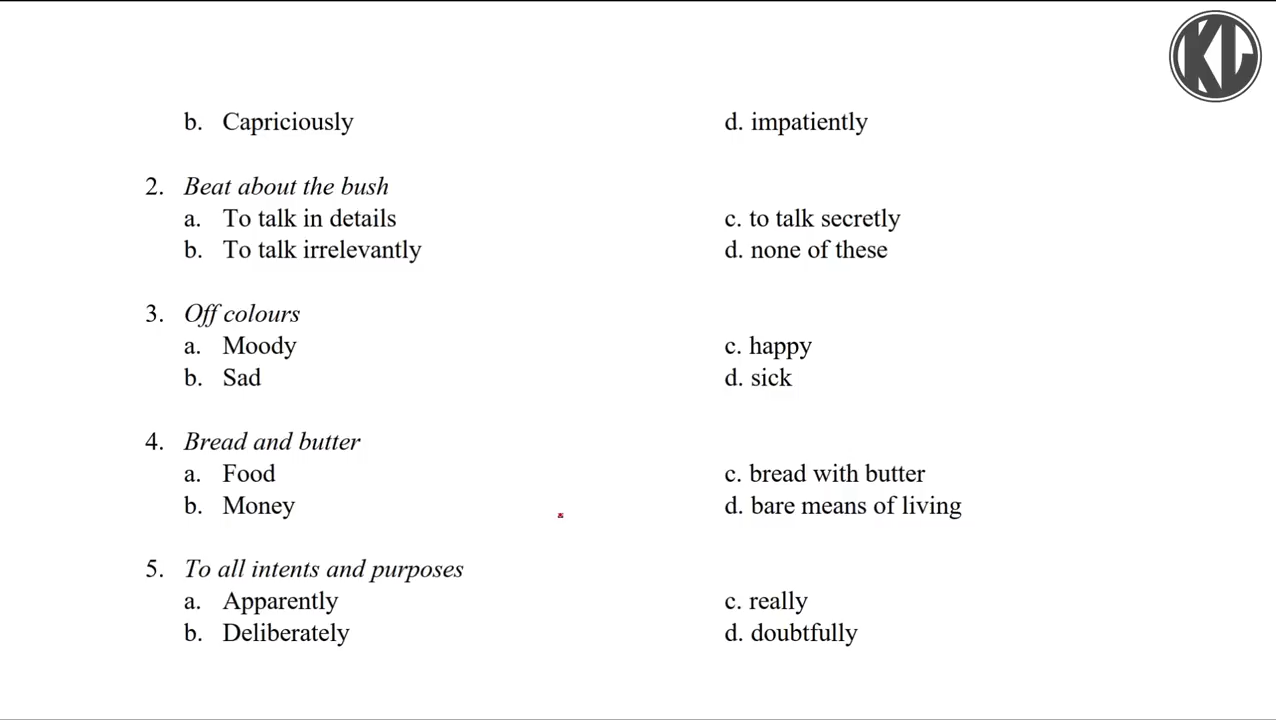 KL
b. Capriciously d. impatiently
2. Beat about the bush
a. To talk in details c. to talk secretly
b. To talk irrelevantly d. none of these
3. Off colours
a. Moody c. happy
b. Sad d. sick
4. Bread and butter
a. Food c. bread with butter
b. Money d. bare means of living
5. To all intents and purposes
a. Apparently c. really
b. Deliberately d. doubtfully